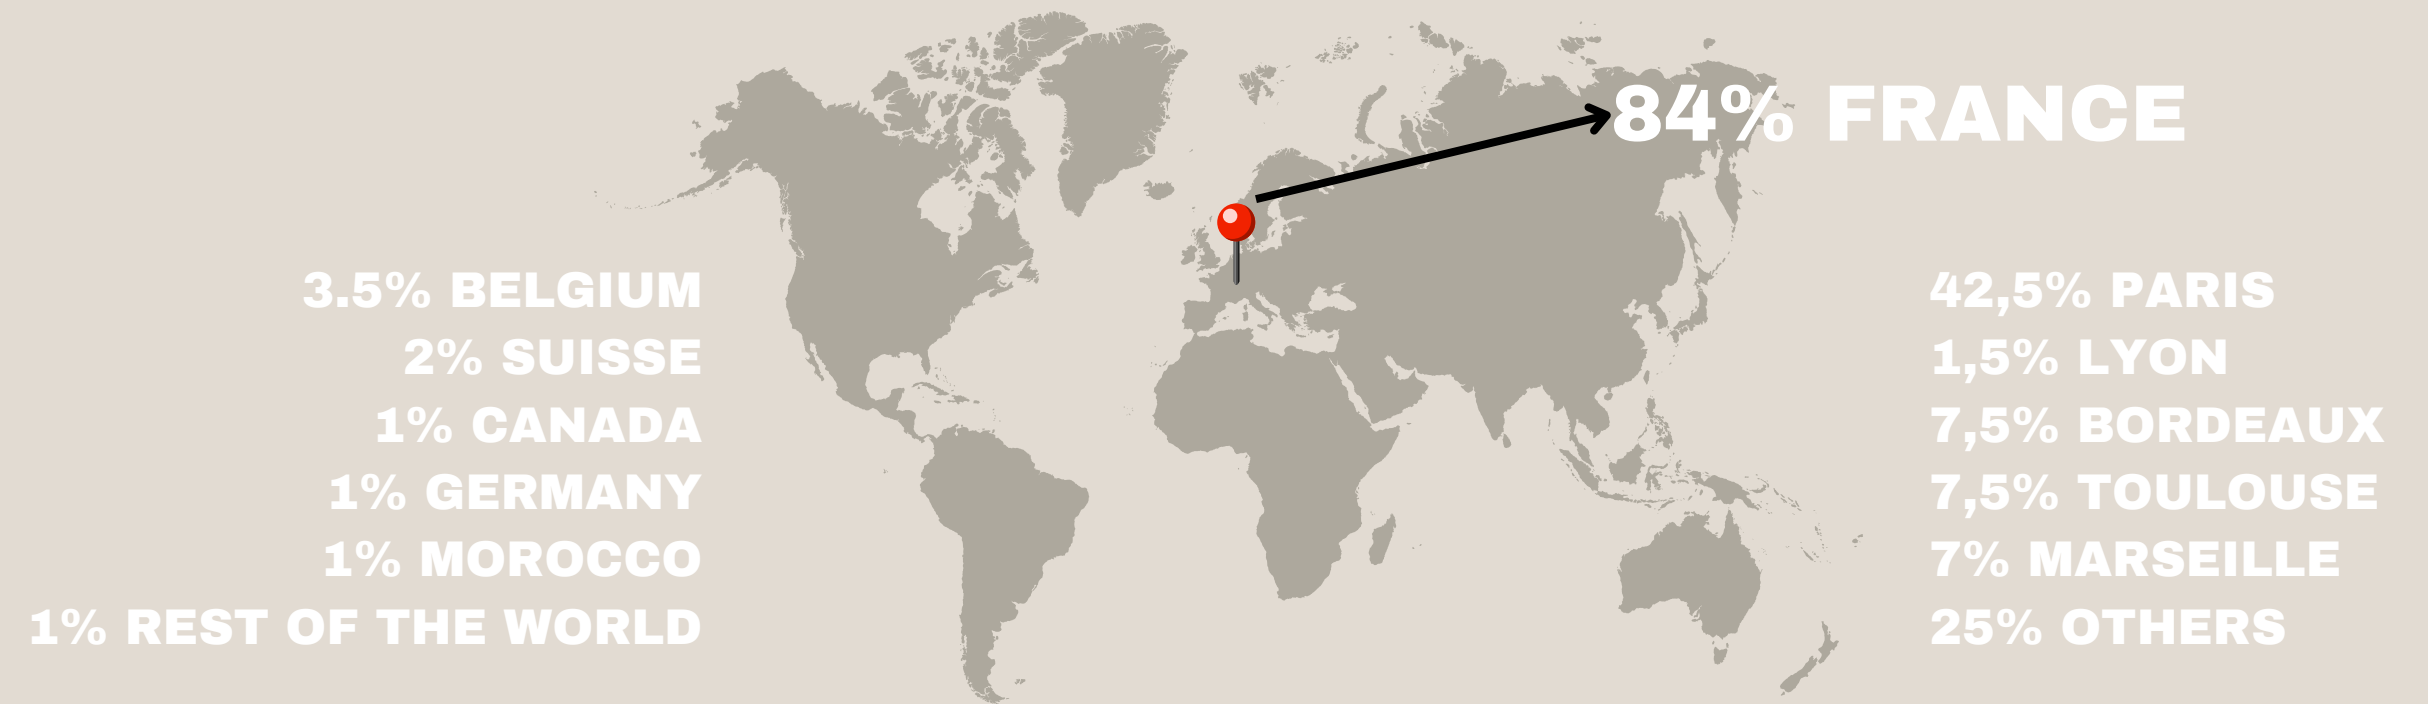 84% FRANCE
3.5% BELGIUM
2% SUISSE
1% CANADA
1% GERMANY
1% MOROCCO
1% REST OF THE WORLD
42,5% PARIS
1,5% LYON
7,5% BORDEAUX
7,5% TOULOUSE
7% MARSEILLE
25% OTHERS